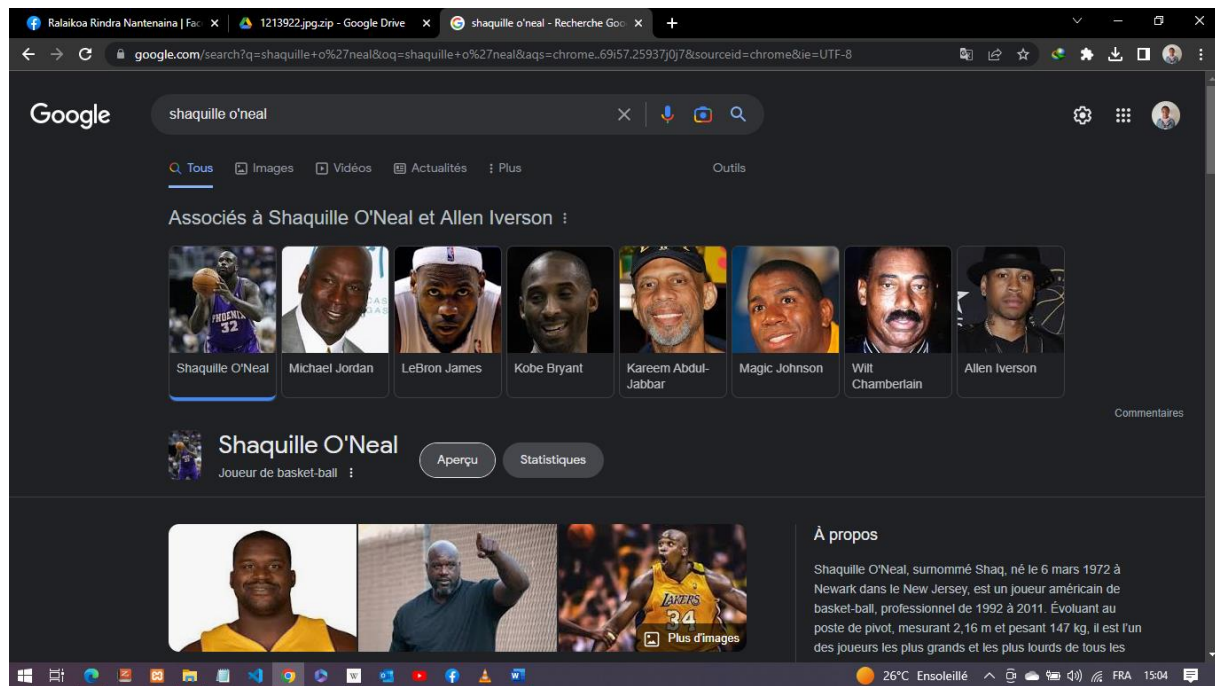 Ralaikoa Rindra Nantenaina | Fac
1213922.jpg.zip - Google Drive
shaquille o'neal - Recherche Goo
google.com/search?q=shaquille+o%27neal&oq=shaquille+o%27neal&aqs=chrome..69i57.25937j0j7&sourceid=chrome&ie=UTF-8
Google
shaquille o'neal
Tous Images Vidéos Actualités Plus Outils
Associés à Shaquille O'Neal et Allen Iverson
PHOENIX
32
Shaquille O'Neal
Michael Jordan
LeBron James
Kobe Bryant
Kareem Abdul-
Jabbar
Magic Johnson
Wilt
Chamberlain
Allen Iverson
Commentaires
Shaquille O'Neal
Joueur de basket-ball
Aperçu
Statistiques
LAKERS
34
Plus d'images
À propos
Shaquille O'Neal, surnommé Shaq, né le 6 mars 1972 à
Newark dans le New Jersey, est un joueur américain de
basket-ball, professionnel de 1992 à 2011. Évoluant au
poste de pivot, mesurant 2,16 m et pesant 147 kg, il est l'un
des joueurs les plus grands et les plus lourds de tous les
26°C Ensoleillé FRA 15:04